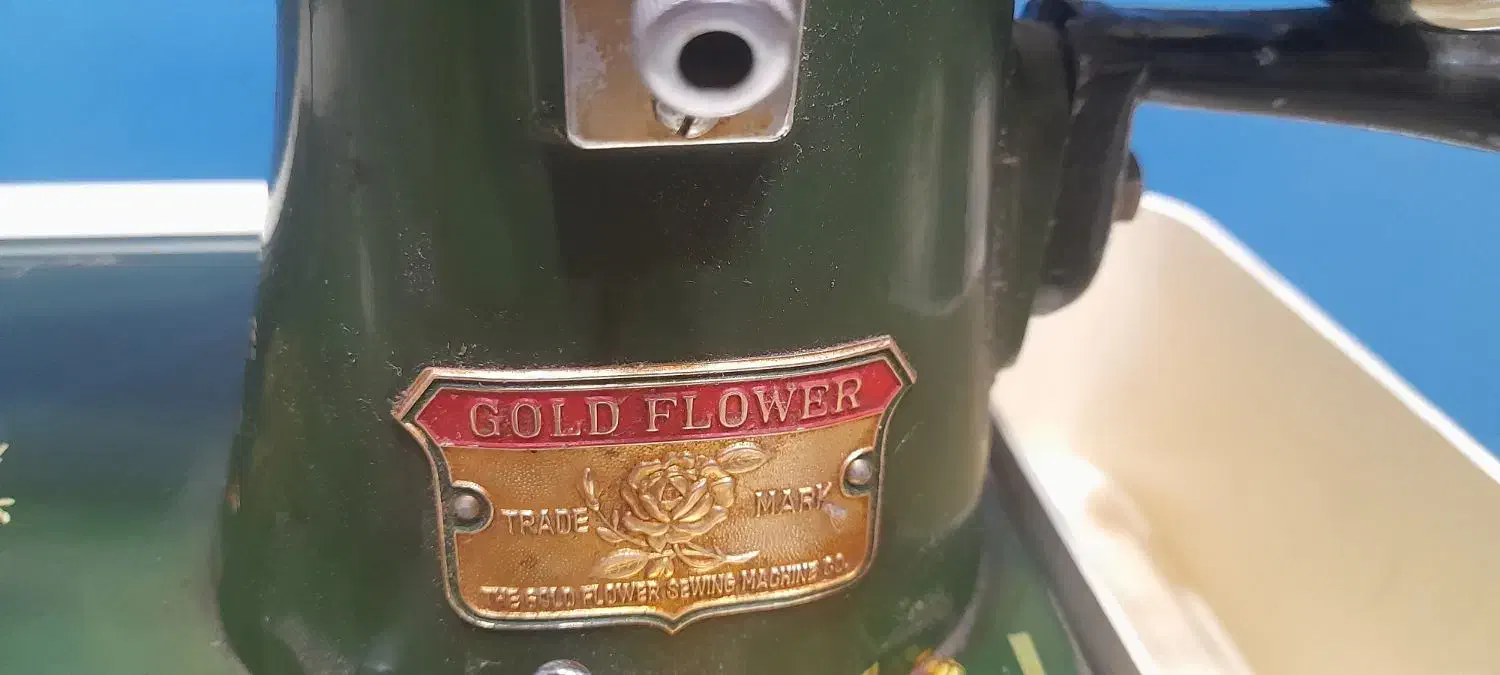 GOLD FLOWER
TRADE MARK
THE GOLD FLOWER SEWING MACHINE CO.